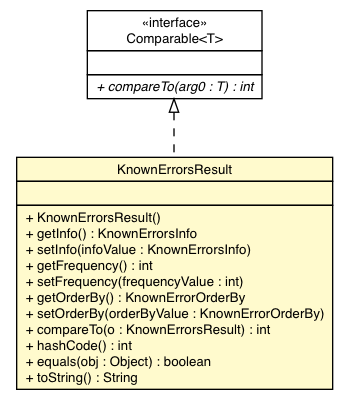 «interface»
Comparable<T>
+ compareTo(arg0 : T) : int
KnownErrorsResult
+ KnownErrorsResult()
+ getInfo() : KnownErrorsInfo
+ setInfo(infoValue : KnownErrorsInfo)
+ getFrequency() : int
+ setFrequency(frequencyValue : int)
+ getOrderBy() : KnownErrorOrderBy
+ setOrderBy(orderByValue : KnownErrorOrderBy)
+ compareTo(o : KnownErrorsResult) : int
+ hashCode() : int
+ equals(obj : Object) : boolean
+ toString() : String